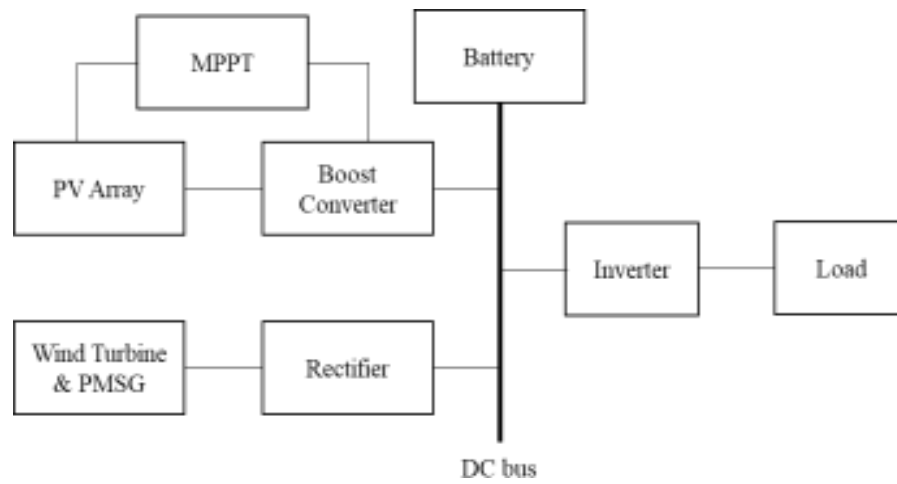 MPPT
Battery
PV Array
Boost
Converter
Inverter
Load
Wind Turbine
& PMSG
Rectifier
DC bus